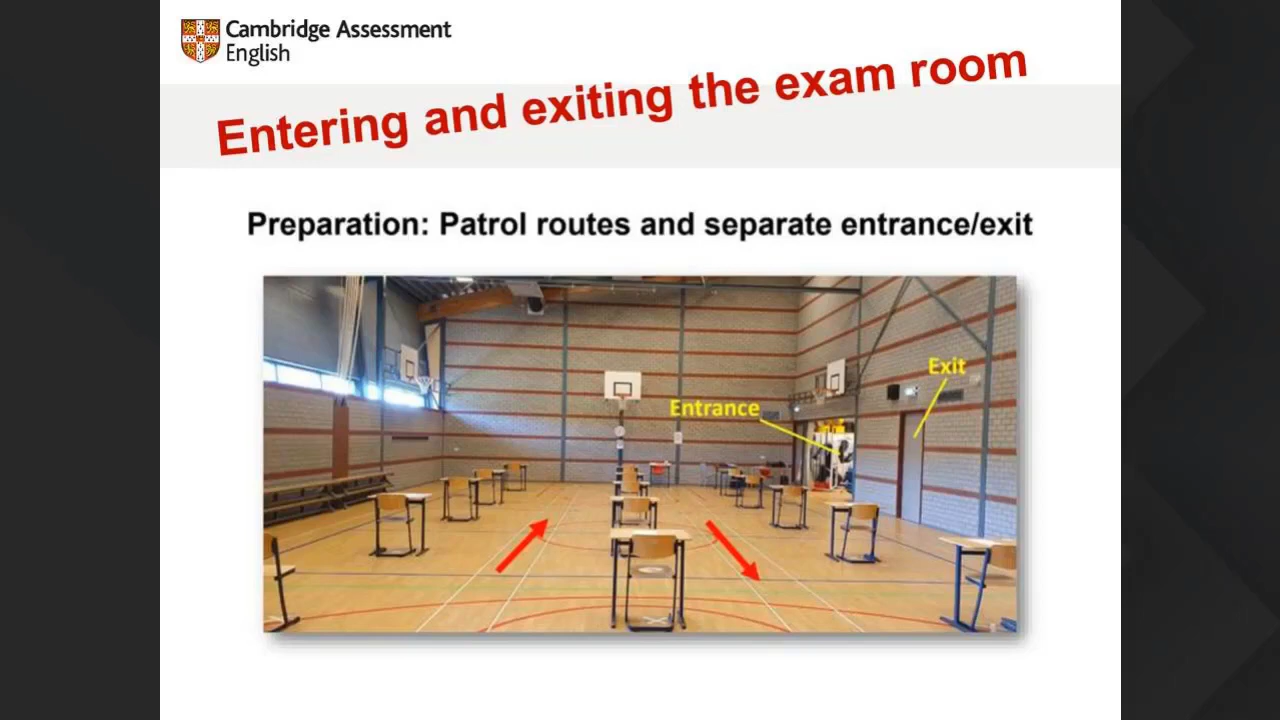 Cambridge Assessment
English
Entering and exiting the exam room
Preparation: Patrol routes and separate entrance/exit
Exit
Entrance